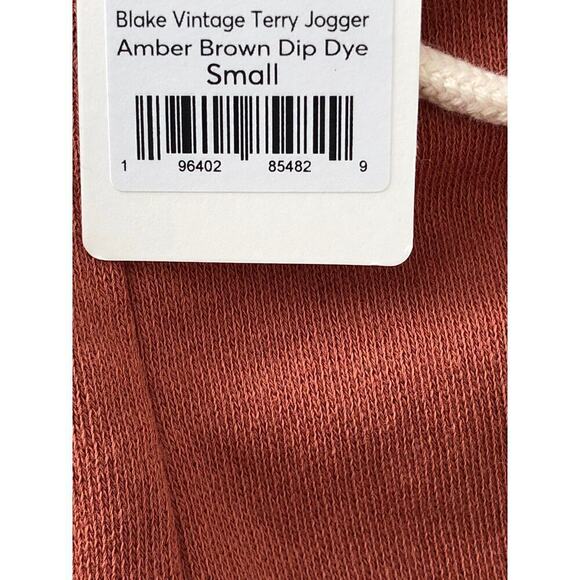 Blake Vintage Terry Jogger
Amber Brown Dip Dye
Small
1 96402 85482 9